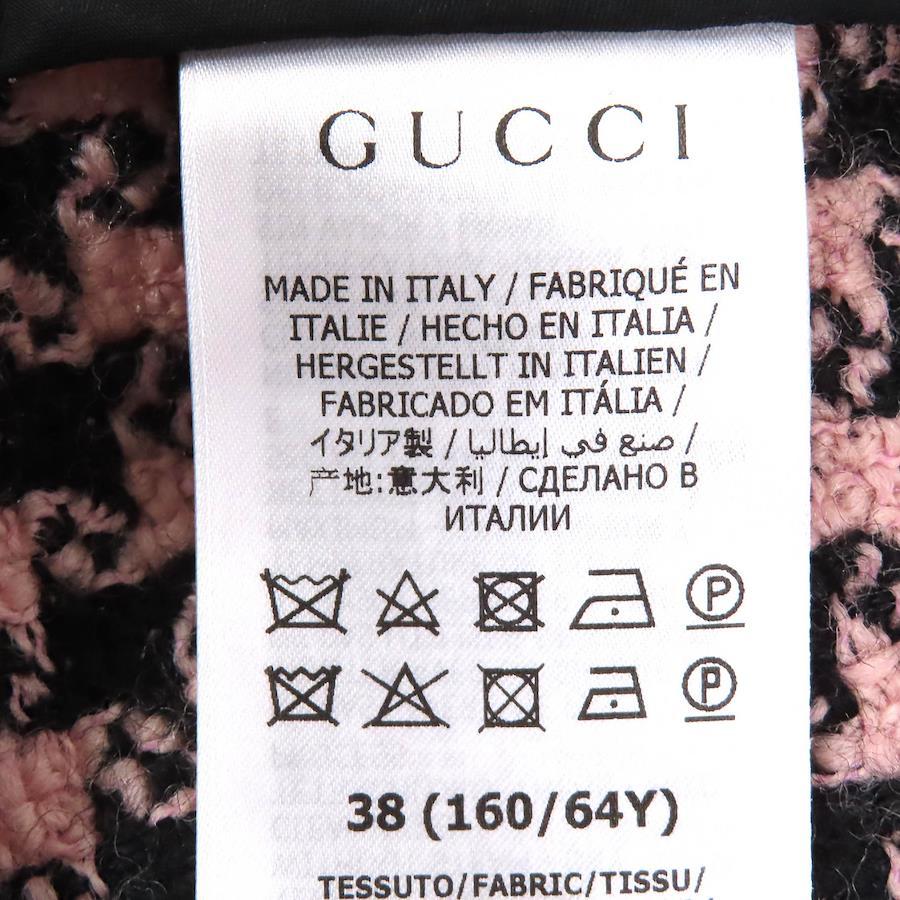 GUCCI
MADE IN ITALY / FABRIQUÉ EN
ITALIE / HECHO EN ITALIA /
HERGESTELLT IN ITALIEN /
FABRICADO EM ITÁLIA /
イタリア製 / صنع في إيطاليا /
产地:意大利 / СДЕЛАНО В
ИТАЛИИ
P
P
38 (160/64Y)
TESSUTO/FABRIC/TISSU/